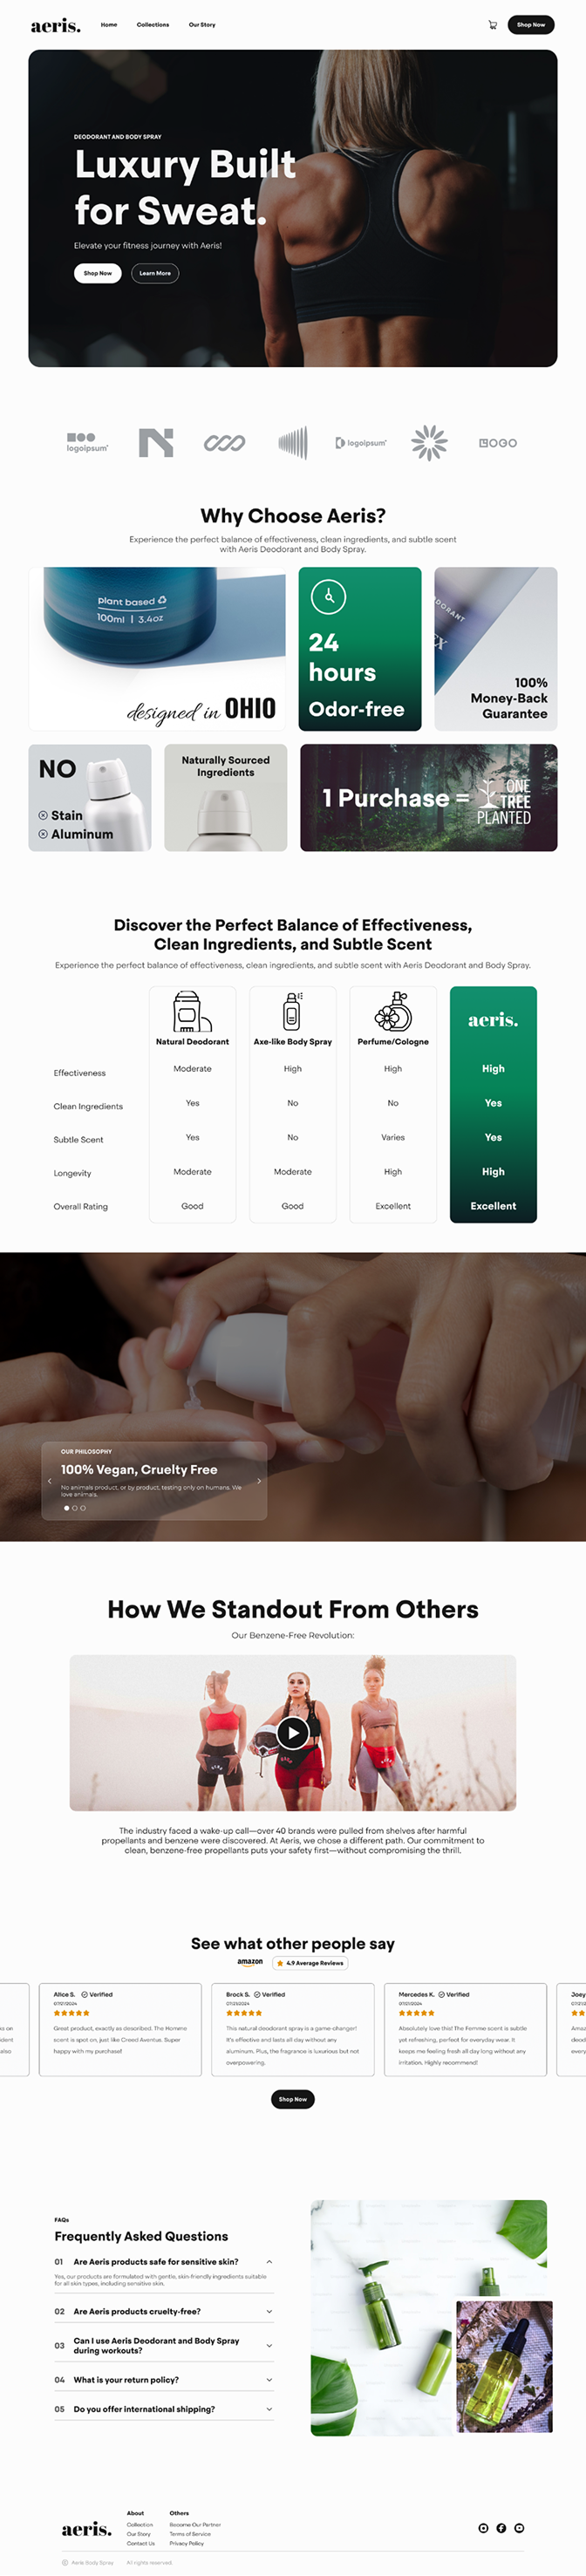 aeris.
Home
Collections
Our Story
Shop Now
DEODORANT AND BODY SPRAY
Luxury Built
for Sweat.
Elevate your fitness journey with Aeris!
Shop Now
Learn More
logoipsum
logoipsum
LOGO
Why Choose Aeris?
Experience the perfect balance of effectiveness, clean ingredients, and subtle scent
with Aeris Deodorant and Body Spray.
plant based
100ml | 3.4oz
designed in OHIO
24
hours
Odor-free
100%
Money-Back
Guarantee
NO
Stain
Aluminum
Naturally Sourced
Ingredients
1 Purchase =
ONE
TREE
PLANTED
Discover the Perfect Balance of Effectiveness,
Clean Ingredients, and Subtle Scent
Experience the perfect balance of effectiveness, clean ingredients, and subtle scent with Aeris Deodorant and Body Spray.
Natural Deodorant
Axe-like Body Spray
Perfume/Cologne
aeris.
Effectiveness
Moderate
High
High
High
Clean Ingredients
Yes
No
No
Yes
Subtle Scent
Yes
No
Varies
Yes
Longevity
Moderate
Moderate
High
High
Overall Rating
Good
Good
Excellent
Excellent
OUR PHILOSOPHY
100% Vegan, Cruelty Free
No animals product, or by product, testing only on humans. We
love animals.
How We Standout From Others
Our Benzene-Free Revolution:
The industry faced a wake-up call—over 40 brands were pulled from shelves after harmful
propellants and benzene were discovered. At Aeris, we chose a different path. Our commitment to
clean, benzene-free propellants puts your safety first—without compromising the thrill.
See what other people say
amazon
4.9 Average Reviews
Alice S.
Verified
07/27/2024
Great product, exactly as described. The Homme
scent is spot on, just like Creed Aventus. Super
happy with my purchase!
Brock S.
Verified
07/21/2024
This natural deodorant spray is a game-changer!
It's effective and lasts all day without any
aluminum. Plus, the fragrance is luxurious but not
overpowering.
Mercedes K.
Verified
Absolutely love this! The Femme scent is subtle
yet refreshing, perfect for everyday wear. It
keeps me feeling fresh all day long without any
irritation. Highly recommend!
Joey
Shop Now
FAQs
Frequently Asked Questions
01 Are Aeris products safe for sensitive skin?
Yes, our products are formulated with gentle, skin-friendly ingredients suitable
for all skin types, including sensitive skin.
02 Are Aeris products cruelty-free?
03 Can I use Aeris Deodorant and Body Spray
during workouts?
04 What is your return policy?
05 Do you offer international shipping?
aeris.
About
Collection
Our Story
Contact Us
Others
Become Our Partner
Terms of Service
Privacy Policy
Aerie Body Spray
All rights reserved.